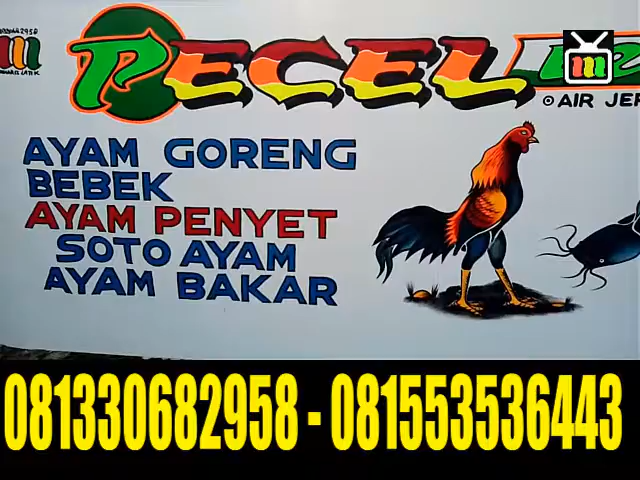 PECEL
AIR JER
AYAM GORENG
BEBEK
AYAM PENYET
SOTO AYAM
AYAM BAKAR
081330682958 - 081553536443